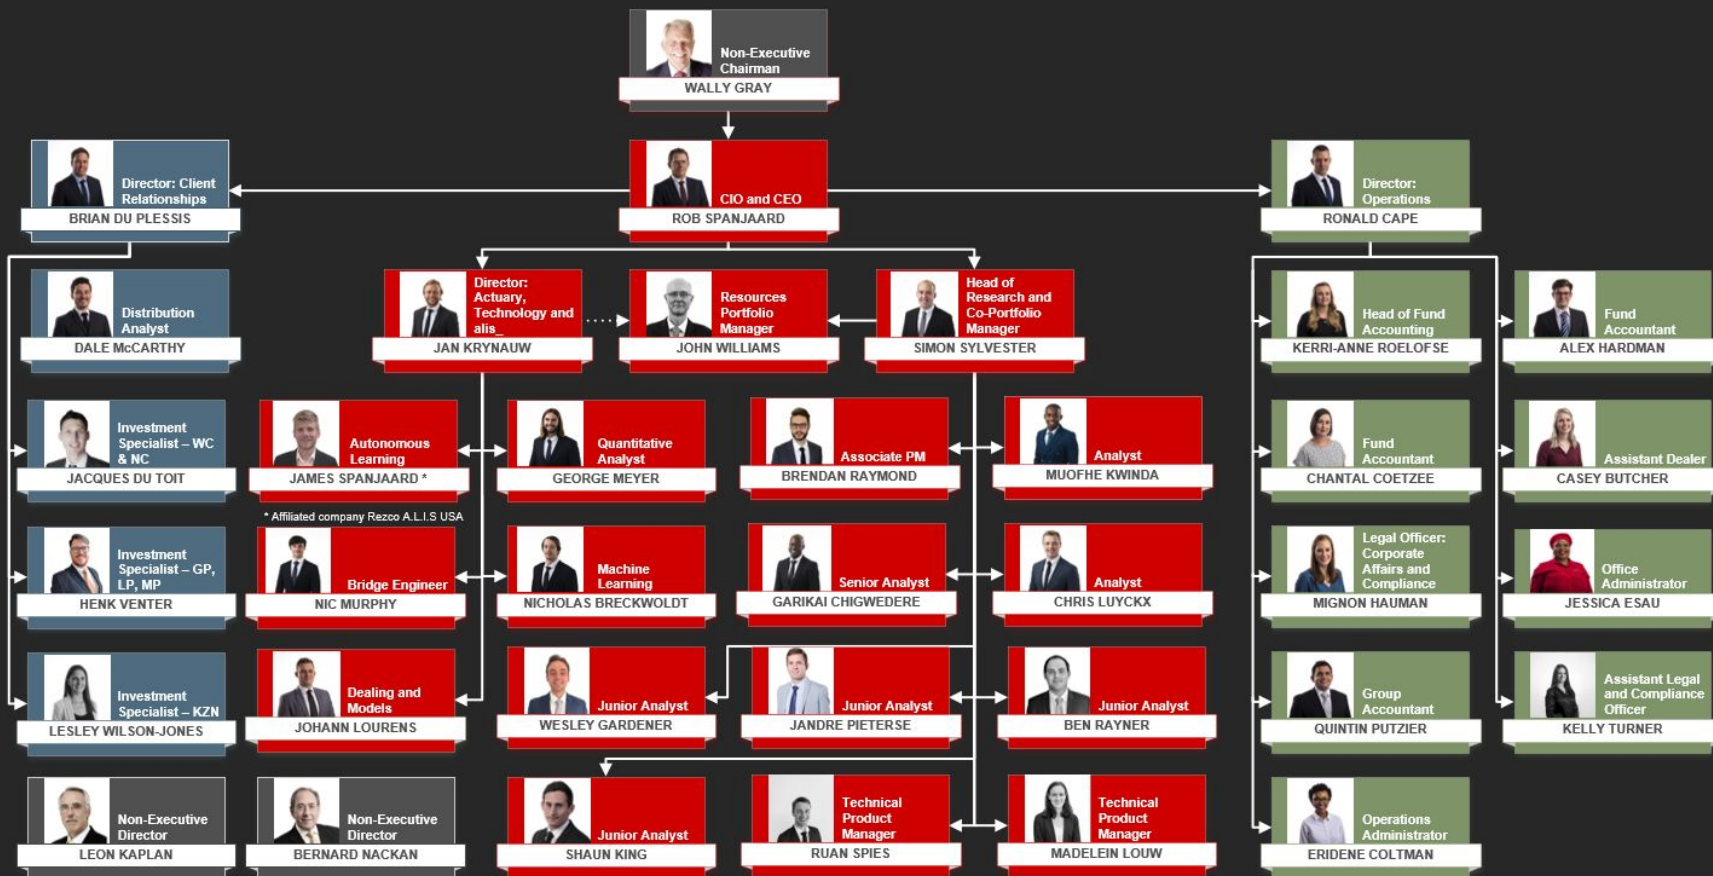 Non-Executive
Chairman
WALLY GRAY
Director: Client
Relationships
BRIAN DU PLESSIS
CIO and CEO
ROB SPANJAARD
Director:
Operations
RONALD CAPE
Distribution
Analyst
DALE McCARTHY
Director:
Actuary,
Technology and
alis_
JAN KRYNAUW
Resources
Portfolio
Manager
JOHN WILLIAMS
Head of
Research and
Co-Portfolio
Manager
SIMON SYLVESTER
Head of Fund
Accounting
KERRI-ANNE ROELOFSE
Fund
Accountant
ALEX HARDMAN
Investment
Specialist – WC
& NC
JACQUES DU TOIT
Autonomous
Learning
JAMES SPANJAARD *
* Affiliated company Rezco A.L.I.S USA
Quantitative
Analyst
GEORGE MEYER
Associate PM
BRENDAN RAYMOND
Analyst
MUOFHE KWINDA
Fund
Accountant
CHANTAL COETZEE
Assistant Dealer
CASEY BUTCHER
Investment
Specialist – GP,
LP, MP
HENK VENTER
Bridge Engineer
NIC MURPHY
Machine
Learning
NICHOLAS BRECKWOLDT
Senior Analyst
GARIKAI CHIGWEDERE
Analyst
CHRIS LUYCKX
Legal Officer:
Corporate
Affairs and
Compliance
MIGNON HAUMAN
Office
Administrator
JESSICA ESAU
Investment
Specialist – KZN
LESLEY WILSON-JONES
Dealing and
Models
JOHANN LOURENS
Junior Analyst
WESLEY GARDENER
Junior Analyst
JANDRE PIETERSE
Junior Analyst
BEN RAYNER
Group
Accountant
QUINTIN PUTZIER
Assistant Legal
and Compliance
Officer
KELLY TURNER
Non-Executive
Director
LEON KAPLAN
Non-Executive
Director
BERNARD NACKAN
Junior Analyst
SHAUN KING
Technical
Product
Manager
RUAN SPIES
Technical
Product
Manager
MADELEIN LOUW
Operations
Administrator
ERIDENE COLTMAN